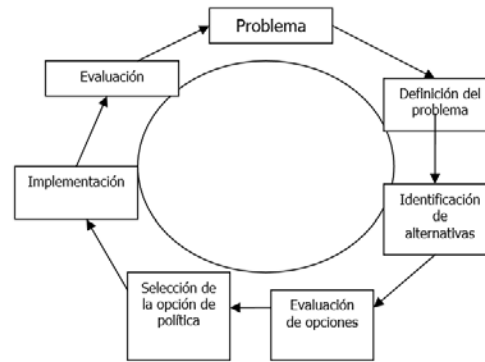 Problema
Definición del
problema
Identificación
de
alternativas
Evaluación
de opciones
Selección de
la opción de
política
Implementación
Evaluación